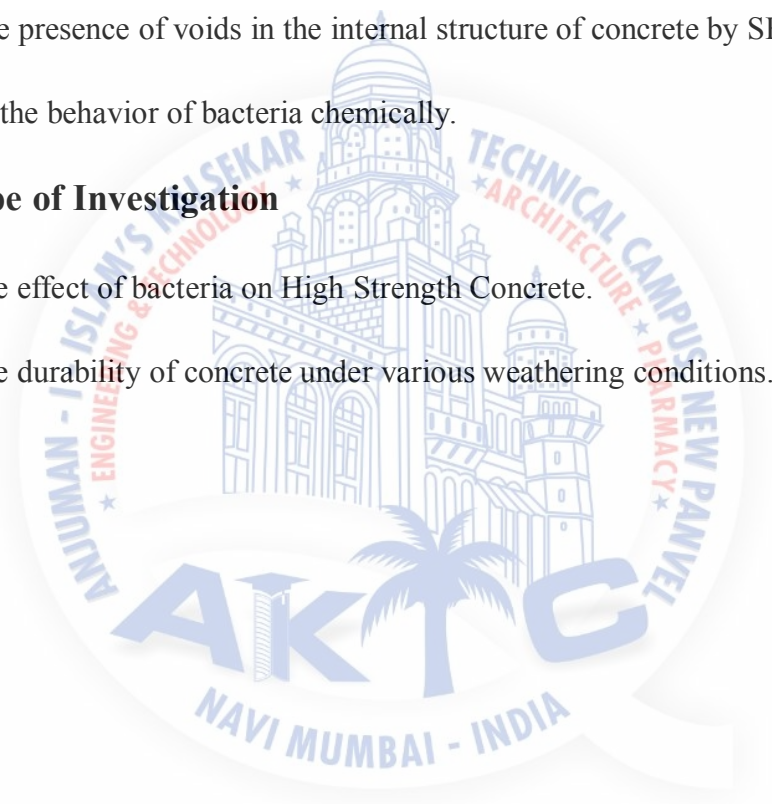 e presence of voids in the internal structure of concrete by SE
the behavior of bacteria chemically.
pe of Investigation
e effect of bacteria on High Strength Concrete.
e durability of concrete under various weathering conditions.
ANJUMAN - I - ISLAM'S KALSEKAR TECHNICAL CAMPUS NEW PANVEL
★ ENGINEERING & TECHNOLOGY ★ ★ ARCHITECTURE ★ PHARMACY ★
AKTC
NAVI MUMBAI - INDIA